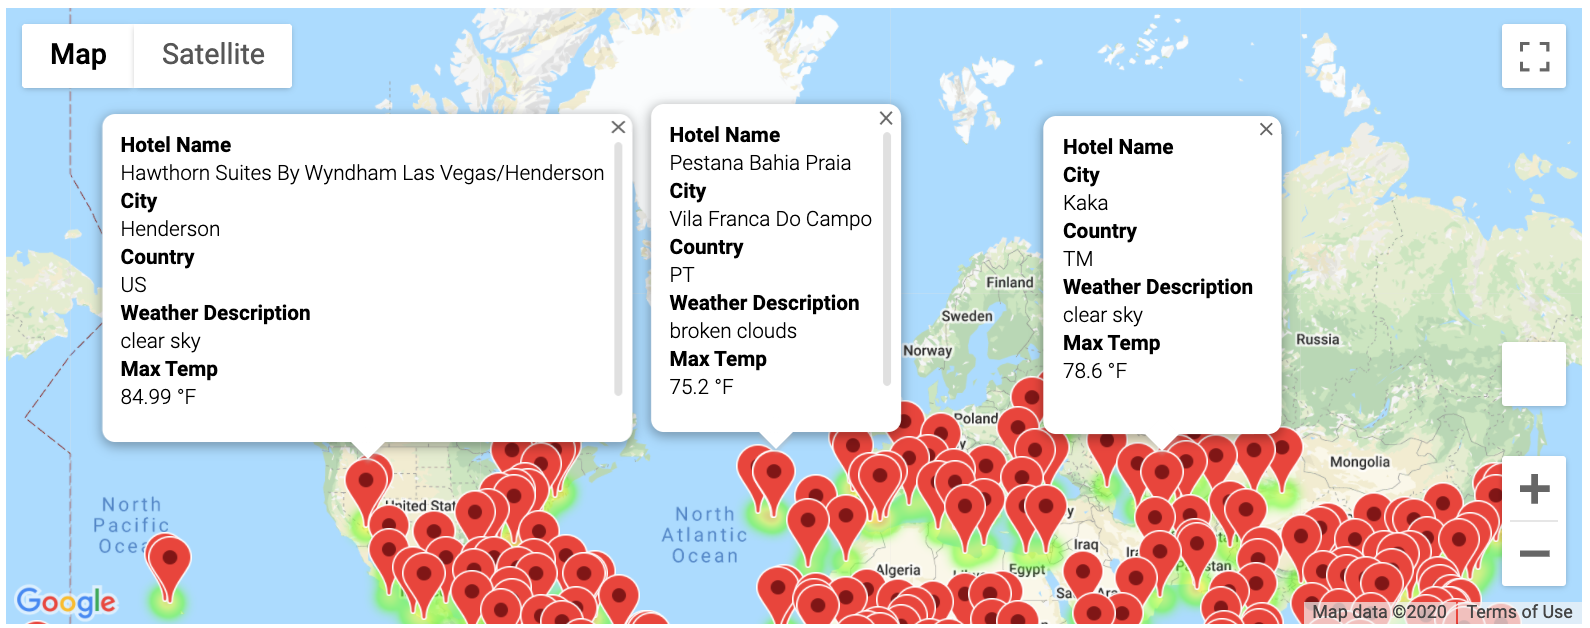 Map
Satellite
Hotel Name
Hawthorn Suites By Wyndham Las Vegas/Henderson
City
Henderson
Country
US
Weather Description
clear sky
Max Temp
84.99 °F
Hotel Name
Pestana Bahia Praia
City
Vila Franca Do Campo
Country
PT
Weather Description
broken clouds
Max Temp
75.2 °F
Hotel Name
City
Kaka
Country
TM
Weather Description
clear sky
Max Temp
78.6 °F
Finland
Sweden
Norway
Russia
Poland
Mongolia
United Sta
North
Pacific
Ocea
North
Atlantic
Ocean
Iraq
Algeria
Egypt
Google
Map data ©2020
Terms of Use